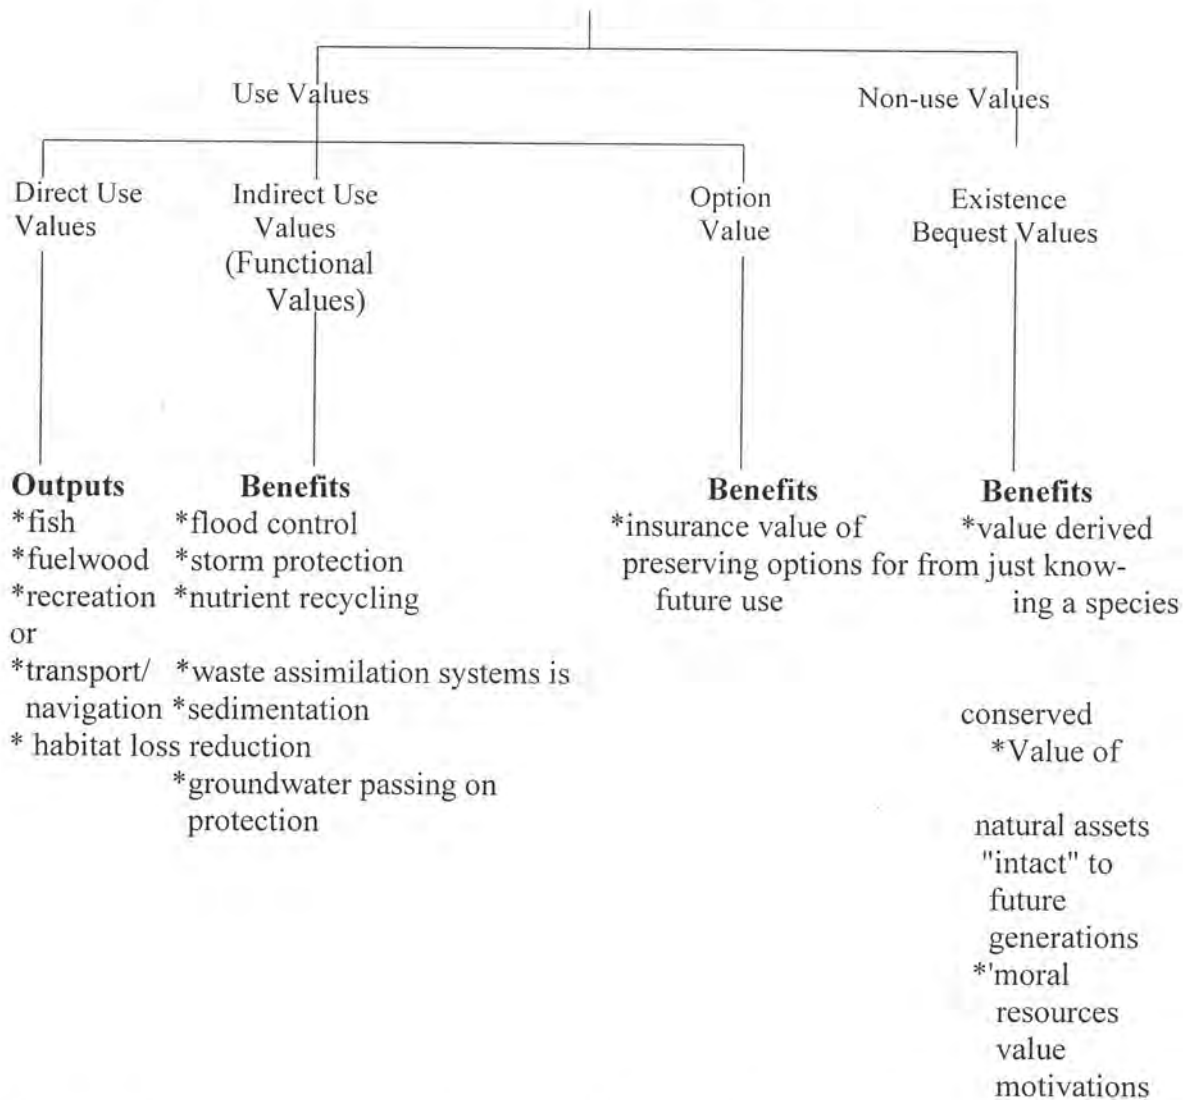 Use Values
Non-use Values
Direct Use
Values
Indirect Use
Values
(Functional
Values)
Option
Value
Existence
Bequest Values
Outputs
*fish
*fuelwood
*recreation
or
*transport/
navigation
* habitat loss reduction
Benefits
*flood control
*storm protection
*nutrient recycling
*waste assimilation systems is
*sedimentation
*groundwater passing on
protection
Benefits
*insurance value of
preserving options for
future use
Benefits
*value derived
from just know-
ing a species
conserved
*Value of
natural assets
"intact" to
future
generations
*'moral
resources
value
motivations